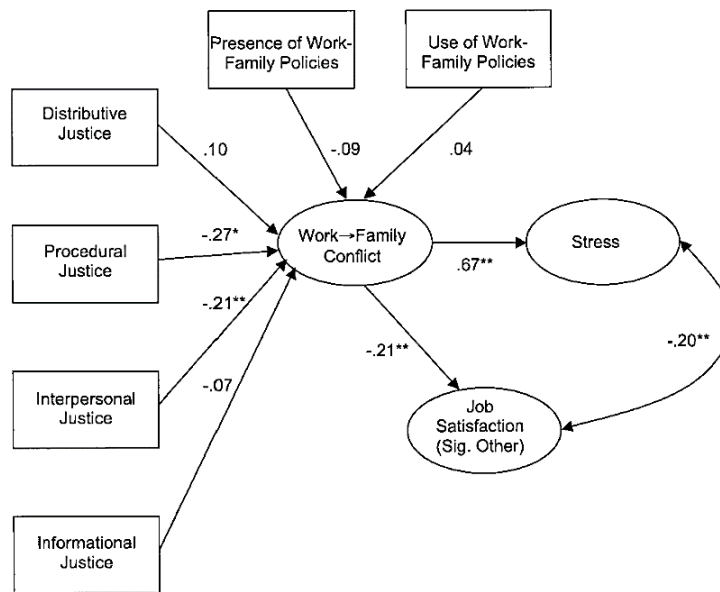 Presence of Work-
Family Policies
Use of Work-
Family Policies
Distributive
Justice
.10
-.09
.04
Procedural
Justice
-.27*
Work→Family
Conflict
.67**
Stress
-.21**
-.21**
-.20**
Interpersonal
Justice
-.07
Job
Satisfaction
(Sig. Other)
Informational
Justice